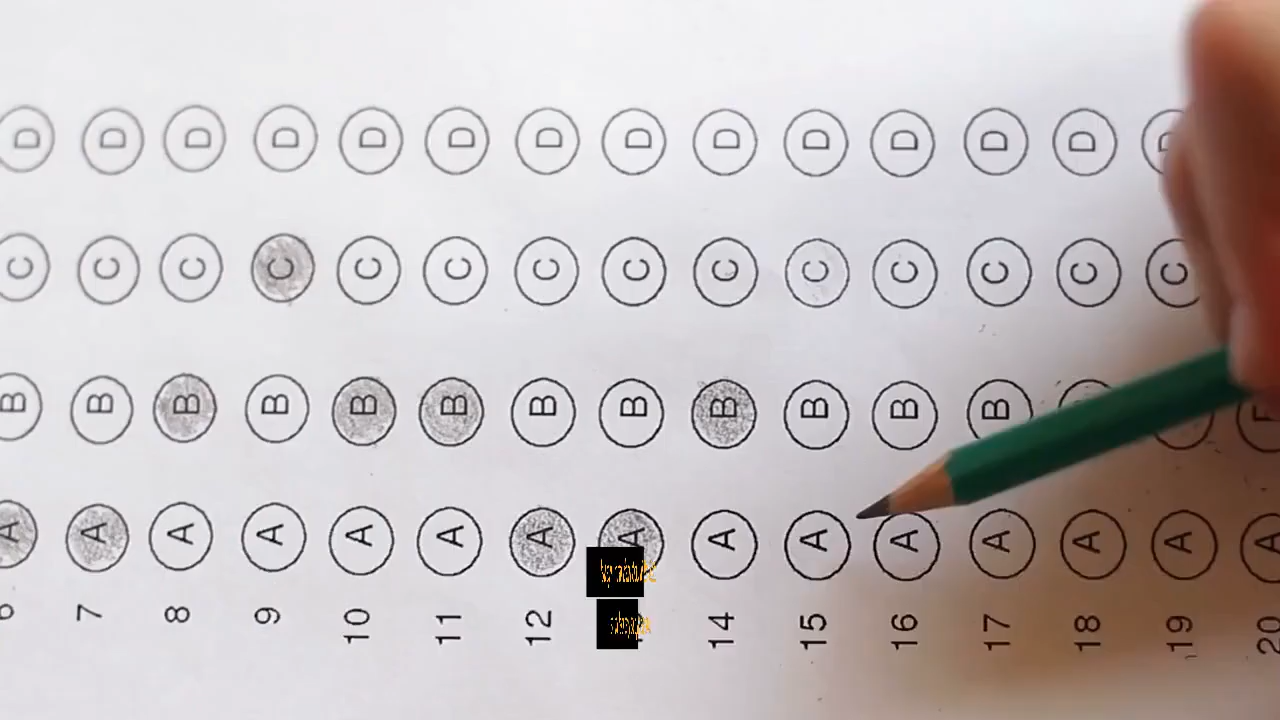 D D D D D D D D D D D D D
C C C C C C C C C C C C C C
B B B B B B B B B B B B
A A A A A A A A A A A A A A A
7 8 9 10 11 12 14 15 16 17 18 19 20